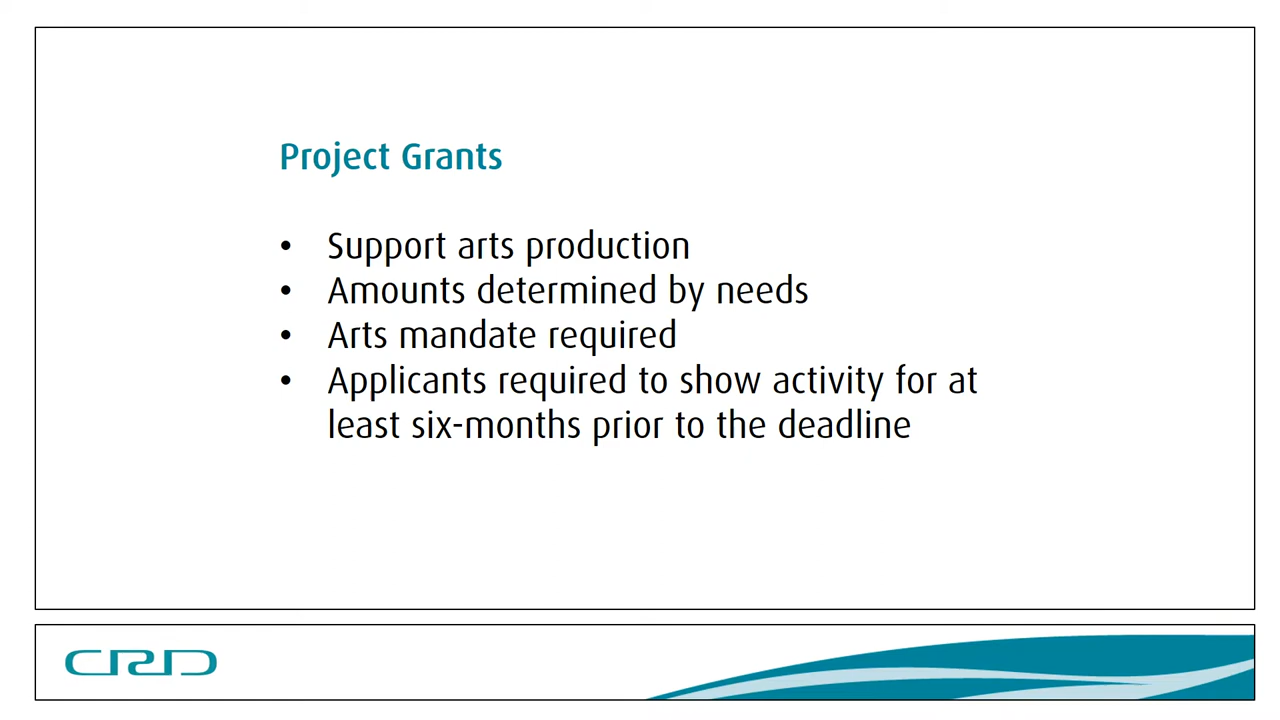 Project Grants
• Support arts production
• Amounts determined by needs
• Arts mandate required
• Applicants required to show activity for at
least six-months prior to the deadline
CRD